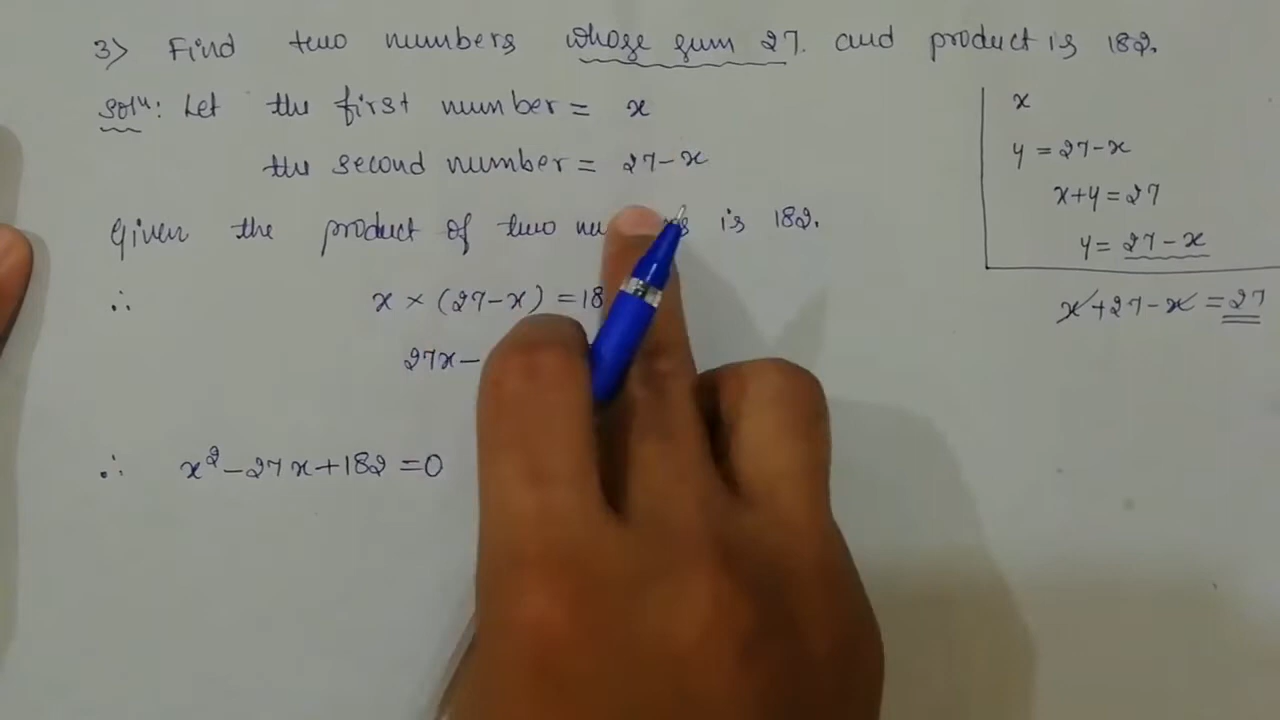 3) Find two numbers whose sum 27. and product is 182.
Soln: Let the first number = x
the second number = 27-x
Given the product of two is 182.
∴ x × (27-x) = 18
27x-
∴ x²-27x+182=0
x
y = 27-x
x+y=27
y= 27-x
x+27-x=27